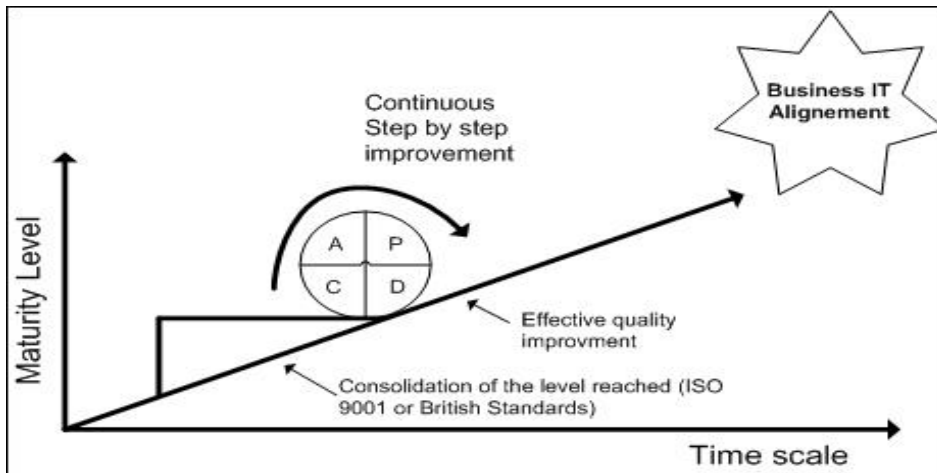 Business IT
Alignement
Continuous
Step by step
improvement
Maturity Level
A P
C D
Effective quality
improvment
Consolidation of the level reached (ISO
9001 or British Standards)
Time scale